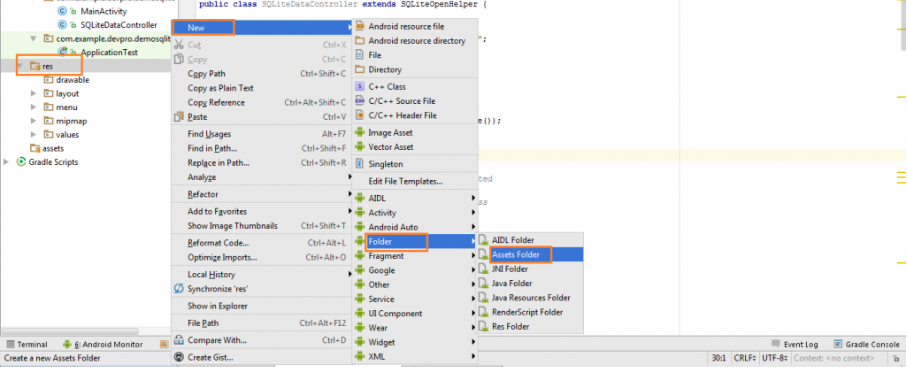 MainActivity
SQLiteDataController
com.example.devpro.demosqlit
ApplicationTest
res
drawable
layout
menu
mipmap
values
assets
Gradle Scripts
public class SQLiteDataController extends SQLiteOpenHelper {
";
e());
ted
ss
New
Cut Ctrl+X
Copy Ctrl+C
Copy Path Ctrl+Shift+C
Copy as Plain Text
Copy Reference Ctrl+Alt+Shift+C
Paste Ctrl+V
Find Usages Alt+F7
Find in Path... Ctrl+Shift+F
Replace in Path... Ctrl+Shift+R
Analyze
Refactor
Add to Favorites
Show Image Thumbnails Ctrl+Shift+T
Reformat Code... Ctrl+Alt+L
Optimize Imports... Ctrl+Alt+O
Local History
Synchronize 'res'
Show in Explorer
File Path Ctrl+Alt+F12
Compare With... Ctrl+D
Create Gist...
Android resource file
Android resource directory
File
Directory
C++ Class
C/C++ Source File
C/C++ Header File
Image Asset
Vector Asset
Singleton
Edit File Templates...
AIDL
Activity
Android Auto
Folder
Fragment
Google
Other
Service
UI Component
Wear
Widget
XML
AIDL Folder
Assets Folder
JNI Folder
Java Folder
Java Resources Folder
RenderScript Folder
Res Folder
Terminal 6: Android Monitor Event Log Gradle Console
Create a new Assets Folder 30:1 CRLF UTF-8 Context: <no context>